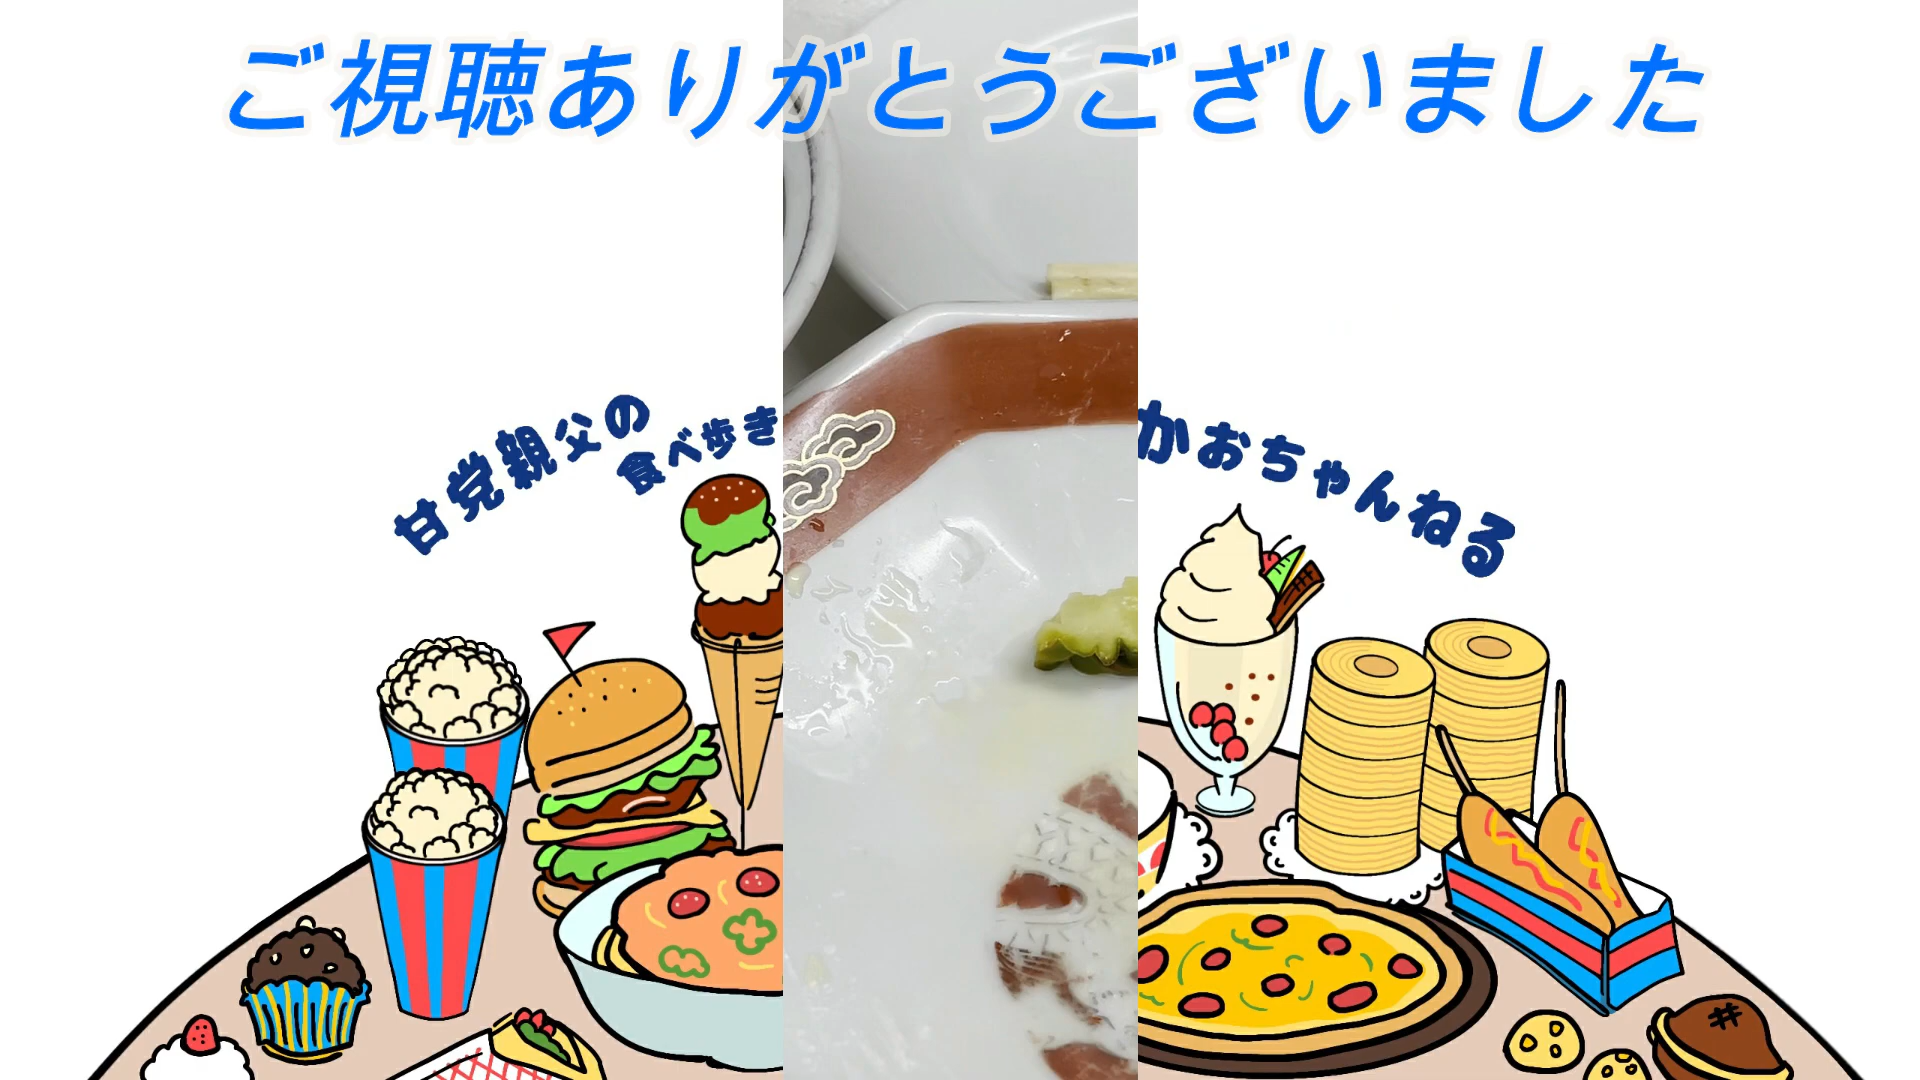 ご視聴ありがとうございました
甘党親父の
食べ歩き
かおちゃんねる